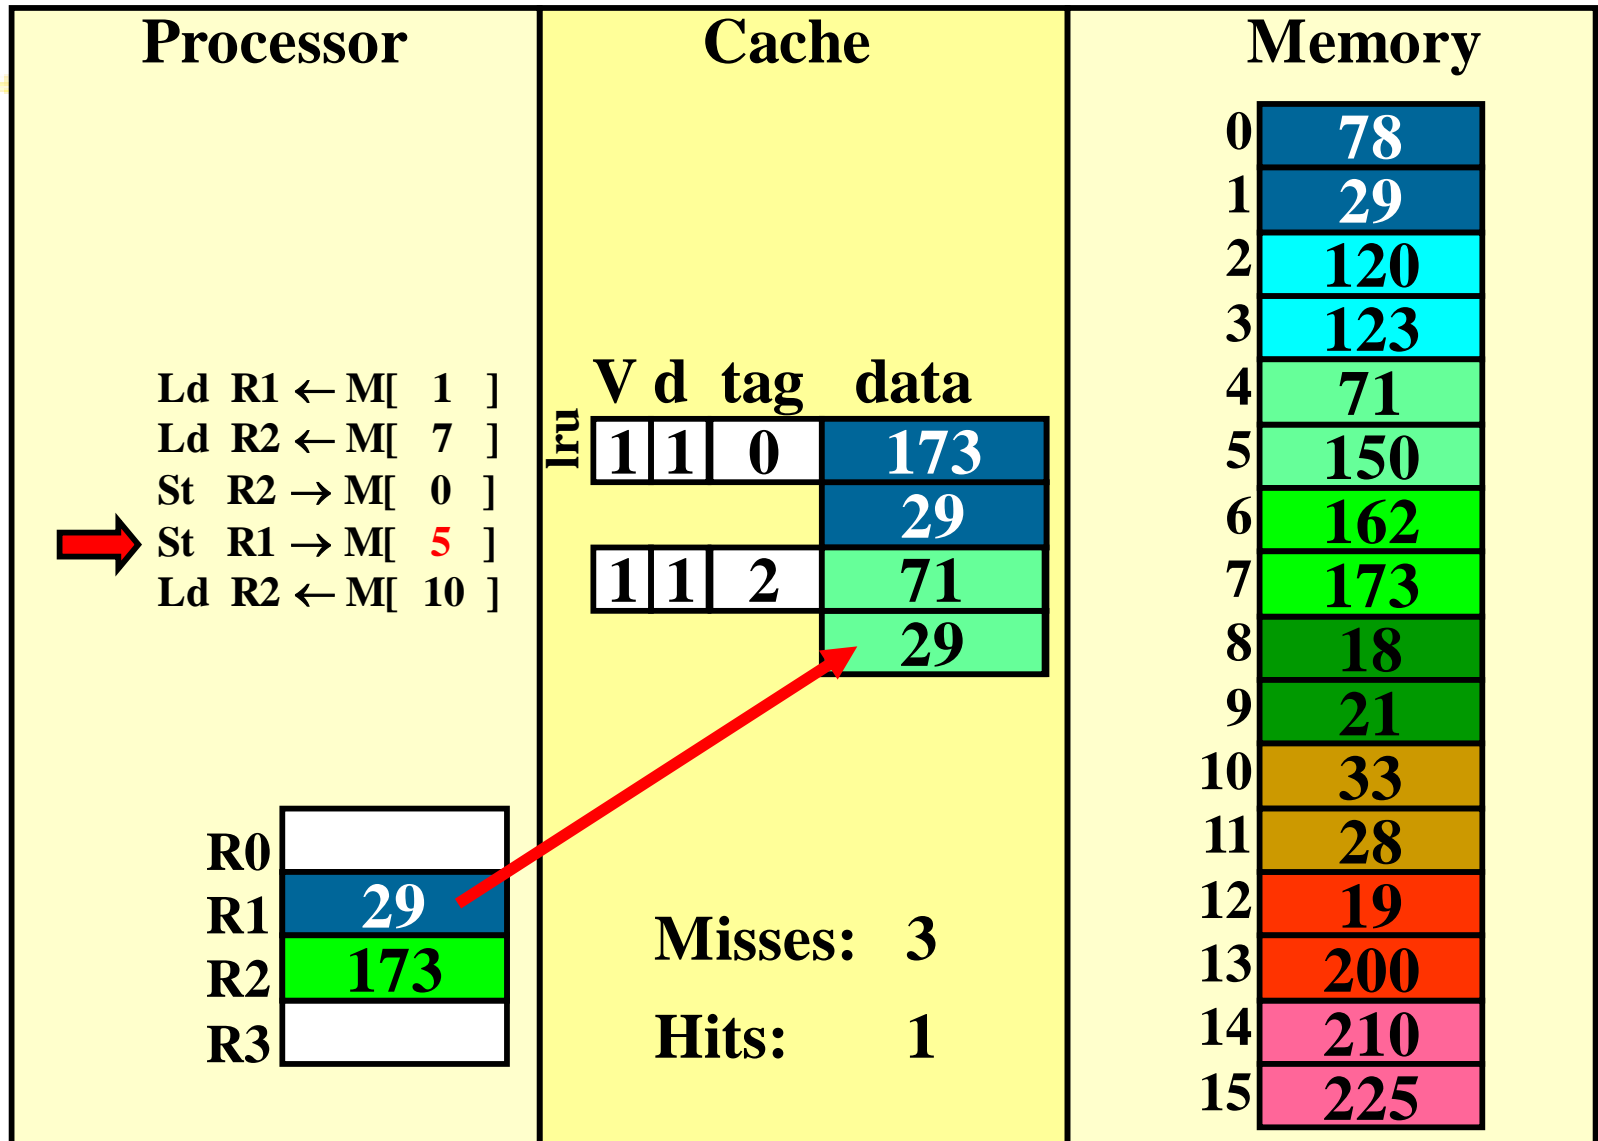 Processor
Ld R1 ← M[ 1 ]
Ld R2 ← M[ 7 ]
St R2 → M[ 0 ]
St R1 → M[ 5 ]
Ld R2 ← M[ 10 ]
R0
R1 29
R2 173
R3
Cache
V d tag data
lru
1 1 0 173
29
1 1 2 71
29
Misses: 3
Hits: 1
Memory
0 78
1 29
2 120
3 123
4 71
5 150
6 162
7 173
8 18
9 21
10 33
11 28
12 19
13 200
14 210
15 225